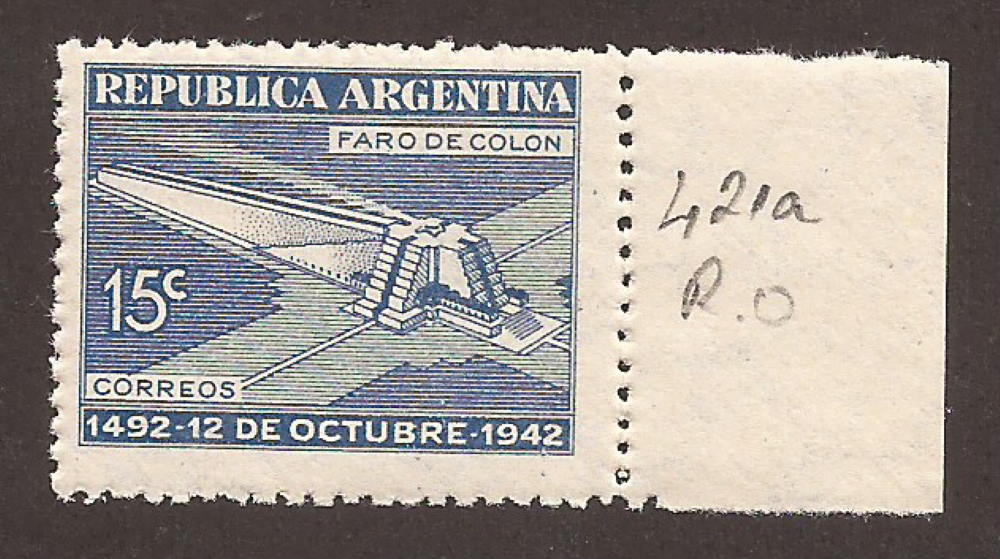 REPUBLICA ARGENTINA
FARO DE COLON
15c
CORREOS
1492-12 DE OCTUBRE-1942
421a
R.O